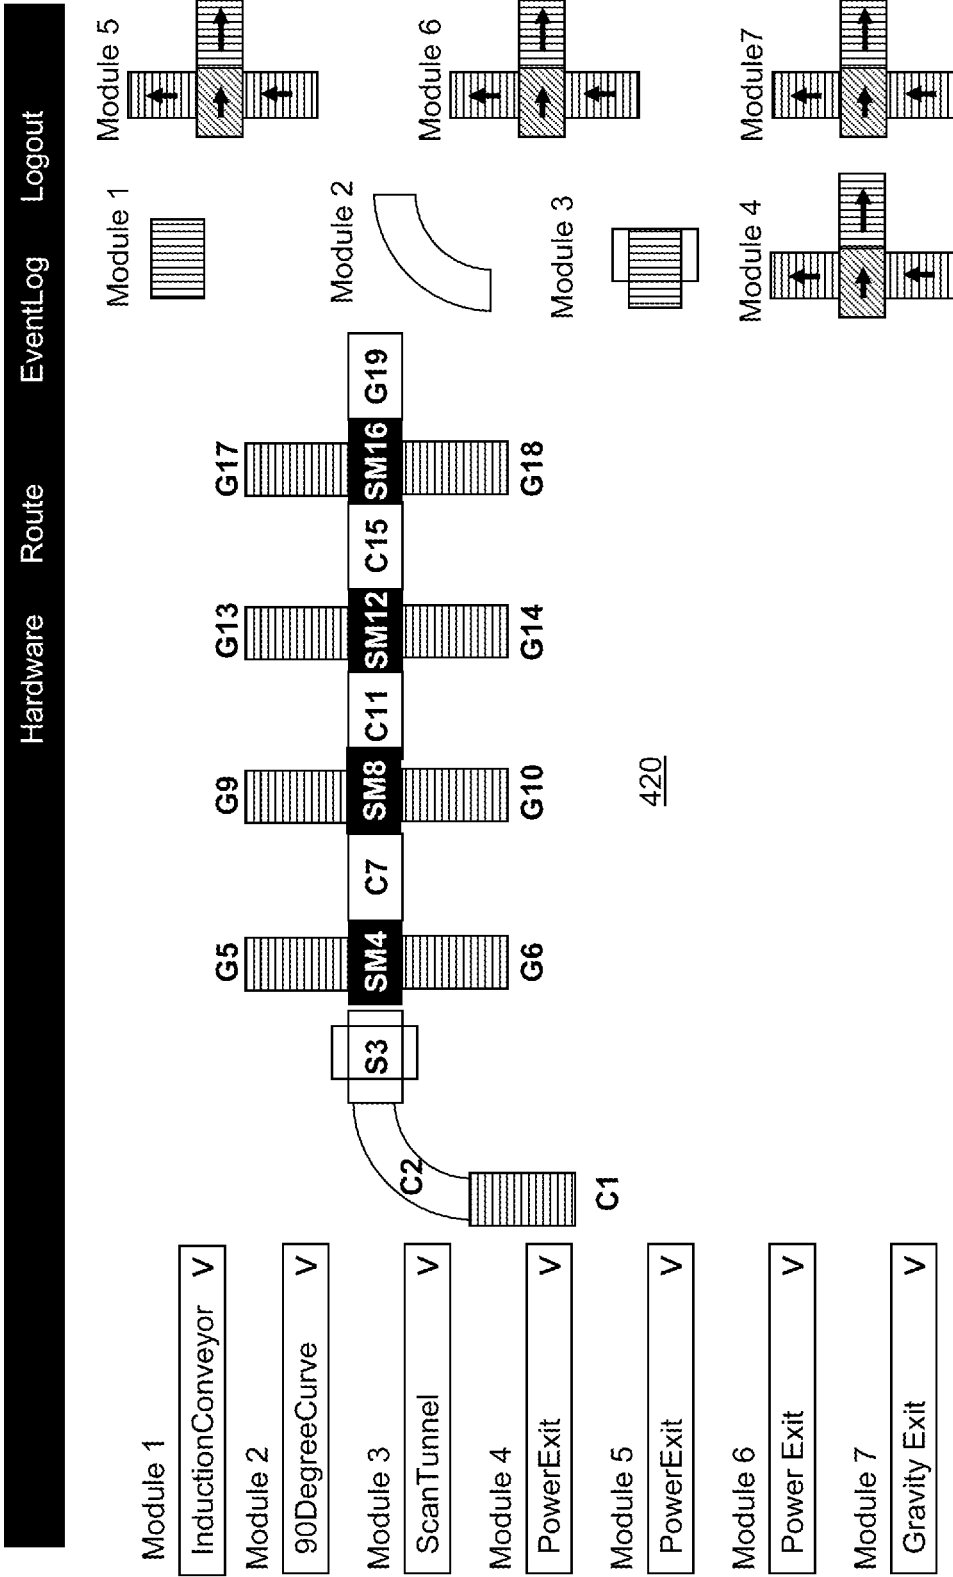 Hardware Route EventLog Logout
Module 1
InductionConveyor V
Module 2
90DegreeCurve V
Module 3
ScanTunnel V
Module 4
PowerExit V
Module 5
PowerExit V
Module 6
Power Exit V
Module 7
Gravity Exit V
G5 G9 G13 G17
C2 S3 SM4 C7 SM8 C11 SM12 C15 SM16 G19
G6 G10 G14 G18
C1
420
Module 1
Module 2
Module 3
Module 4
Module 5
Module 6
Module7